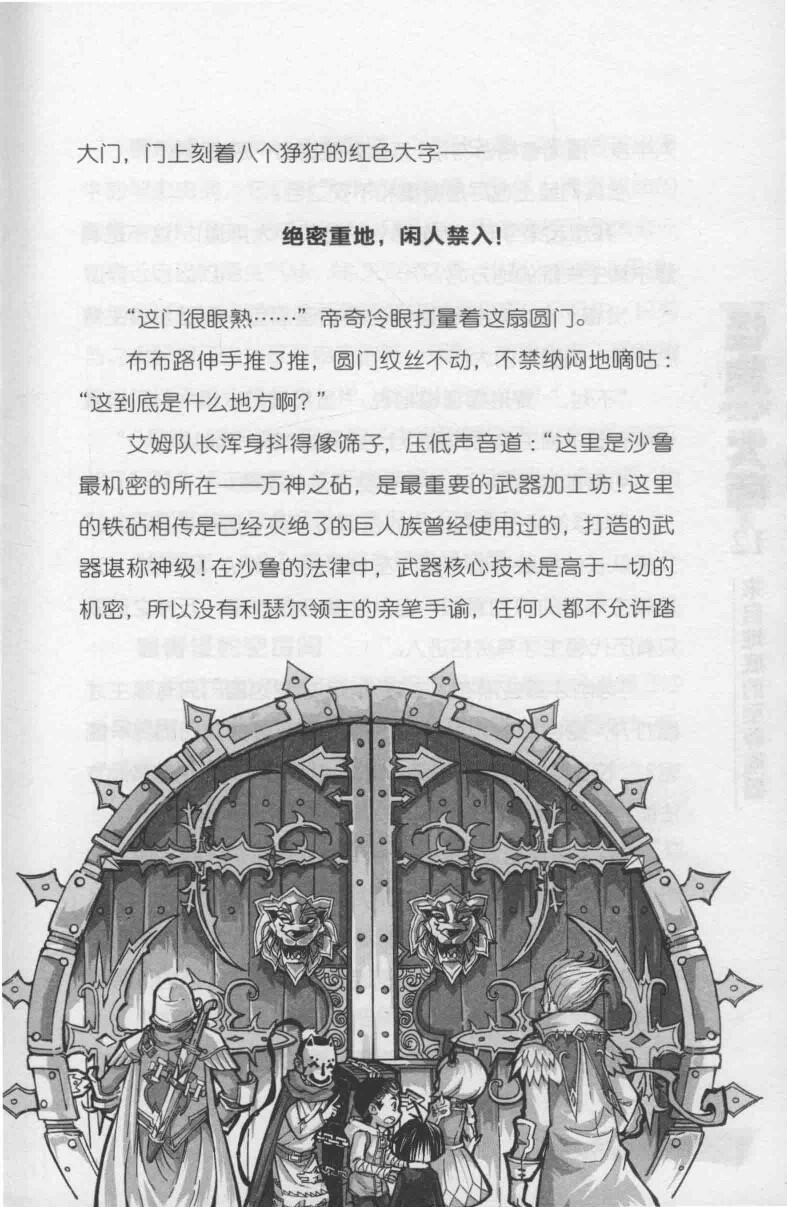 大门，门上刻着八个狰狞的红色大字——
绝密重地，闲人禁入！
“这门很眼熟……”帝奇冷眼打量着这扇圆门。
布布路伸手推了推，圆门纹丝不动，不禁纳闷地嘀咕：
“这到底是什么地方啊？”
艾姆队长浑身抖得像筛子，压低声音道：“这里是沙鲁
最机密的所在——万神之砧，是最重要的武器加工坊！这里
的铁砧相传是已经灭绝了的巨人族曾经使用过的，打造的武
器堪称神级！在沙鲁的法律中，武器核心技术是高于一切的
机密，所以没有利瑟尔领主的亲笔手谕，任何人都不允许踏